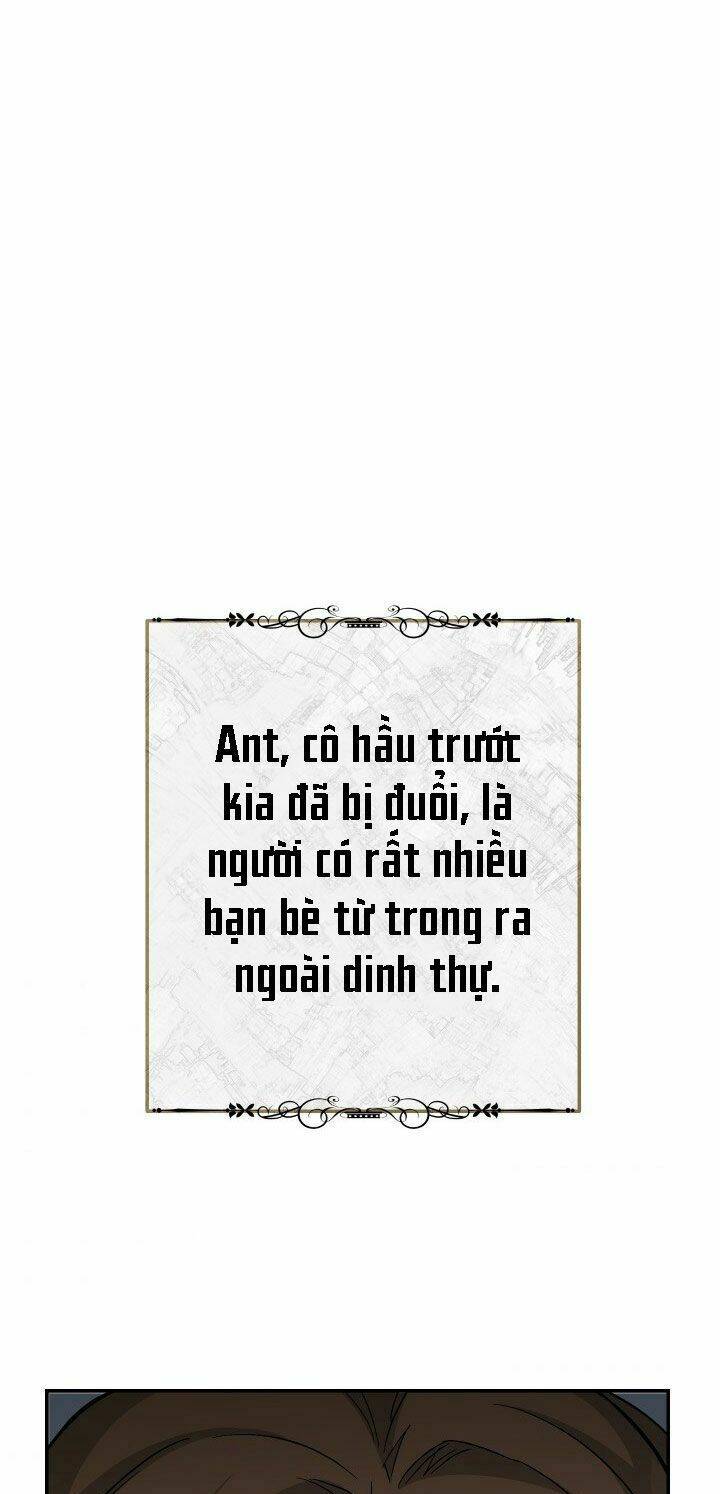 Ant, cô hầu trước
kia đã bị đuổi, là
người có rất nhiều
bạn bè từ trong ra
ngoài dinh thự.